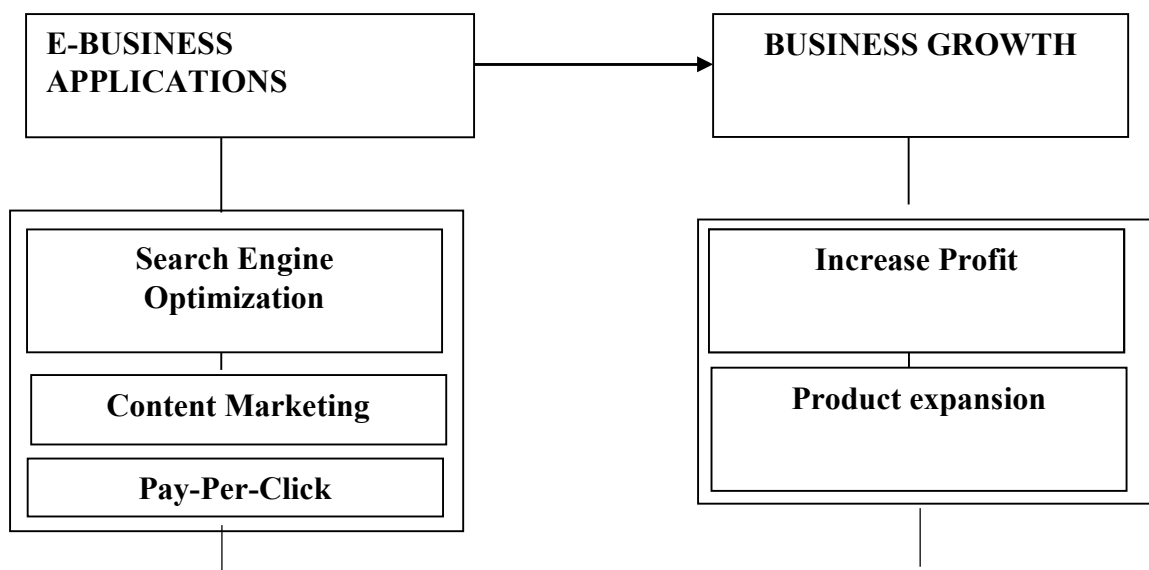 E-BUSINESS
APPLICATIONS
BUSINESS GROWTH
Search Engine
Optimization
Content Marketing
Pay-Per-Click
Increase Profit
Product expansion